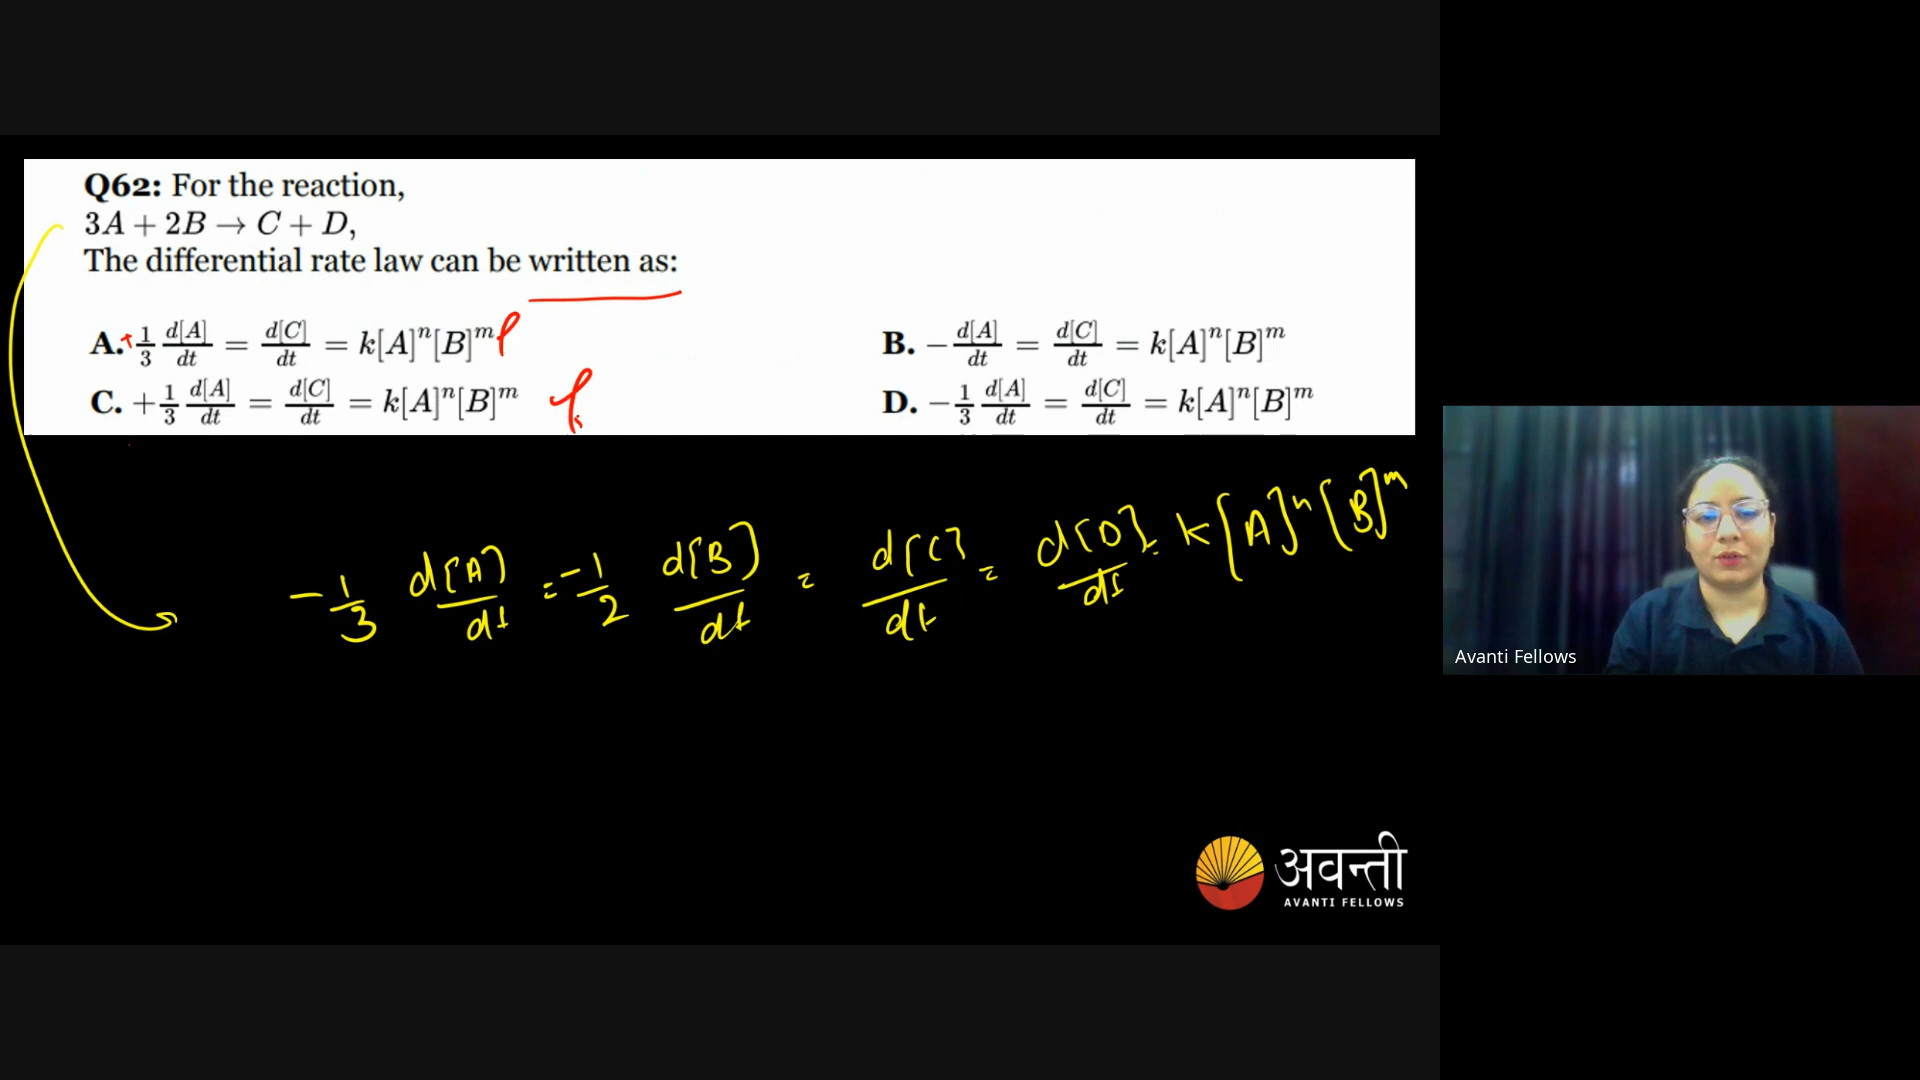 Q62: For the reaction,
3A + 2B → C + D,
The differential rate law can be written as:
A. + 1/3 d[A]/dt = d[C]/dt = k[A]ⁿ[B]ᵐ
B. − d[A]/dt = d[C]/dt = k[A]ⁿ[B]ᵐ
C. + 1/3 d[A]/dt = d[C]/dt = k[A]ⁿ[B]ᵐ
D. − 1/3 d[A]/dt = d[C]/dt = k[A]ⁿ[B]ᵐ
− 1/3 d[A]/dt = − 1/2 d[B]/dt = d[C]/dt = d[D]/dt = k[A]ⁿ[B]ᵐ
Avanti Fellows
अवन्ती
AVANTI FELLOWS